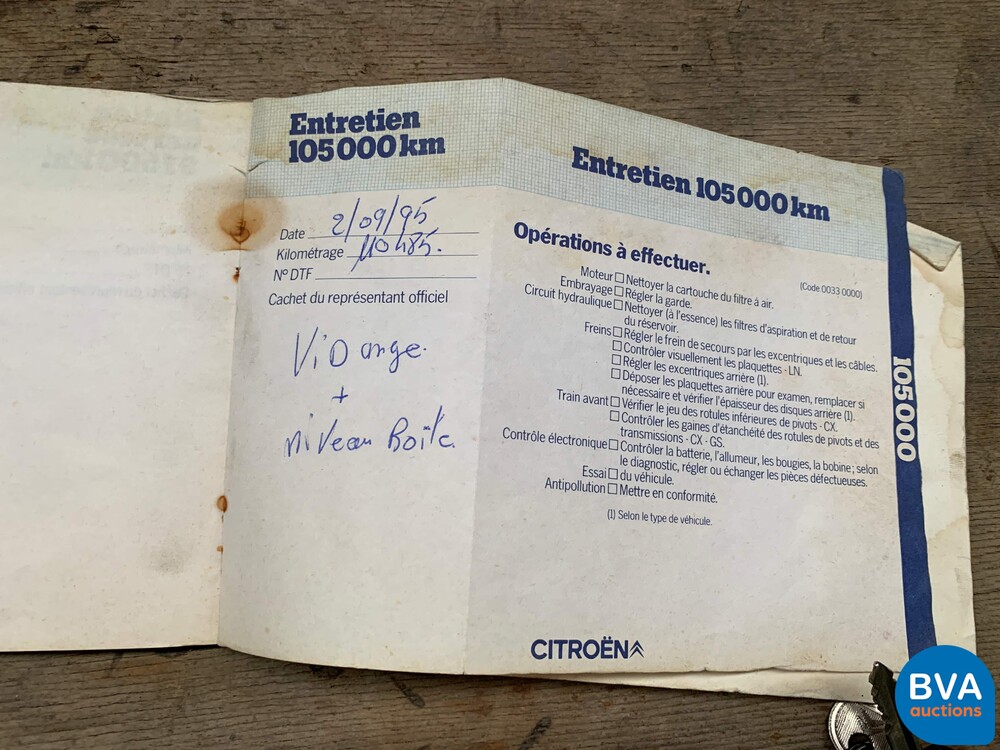 Entretien
105 000 km
Date 2/09/95
Kilométrage 110485.
N° DTF
Cachet du représentant officiel
ViDange.
+
niveau Boite.
Entretien 105 000 km
Opérations à effectuer.
(Code 0033 0000)
Moteur □ Nettoyer la cartouche du filtre à air.
Embrayage □ Régler la garde.
Circuit hydraulique □ Nettoyer (à l'essence) les filtres d'aspiration et de retour
du réservoir.
Freins □ Régler le frein de secours par les excentriques et les câbles.
□ Contrôler visuellement les plaquettes - LN.
□ Régler les excentriques arrière (1).
□ Déposer les plaquettes arrière pour examen, remplacer si
nécessaire et vérifier l'épaisseur des disques arrière (1).
Train avant □ Vérifier le jeu des rotules inférieures de pivots - CX.
□ Contrôler les gaines d'étanchéité des rotules de pivots et des
transmissions - CX - GS.
Contrôle électronique □ Contrôler la batterie, l'allumeur, les bougies, la bobine; selon
le diagnostic, régler ou échanger les pièces défectueuses.
Essai □ du véhicule.
Antipollution □ Mettre en conformité.
(1) Selon le type de véhicule.
CITROËN
105 000
BVA
auctions